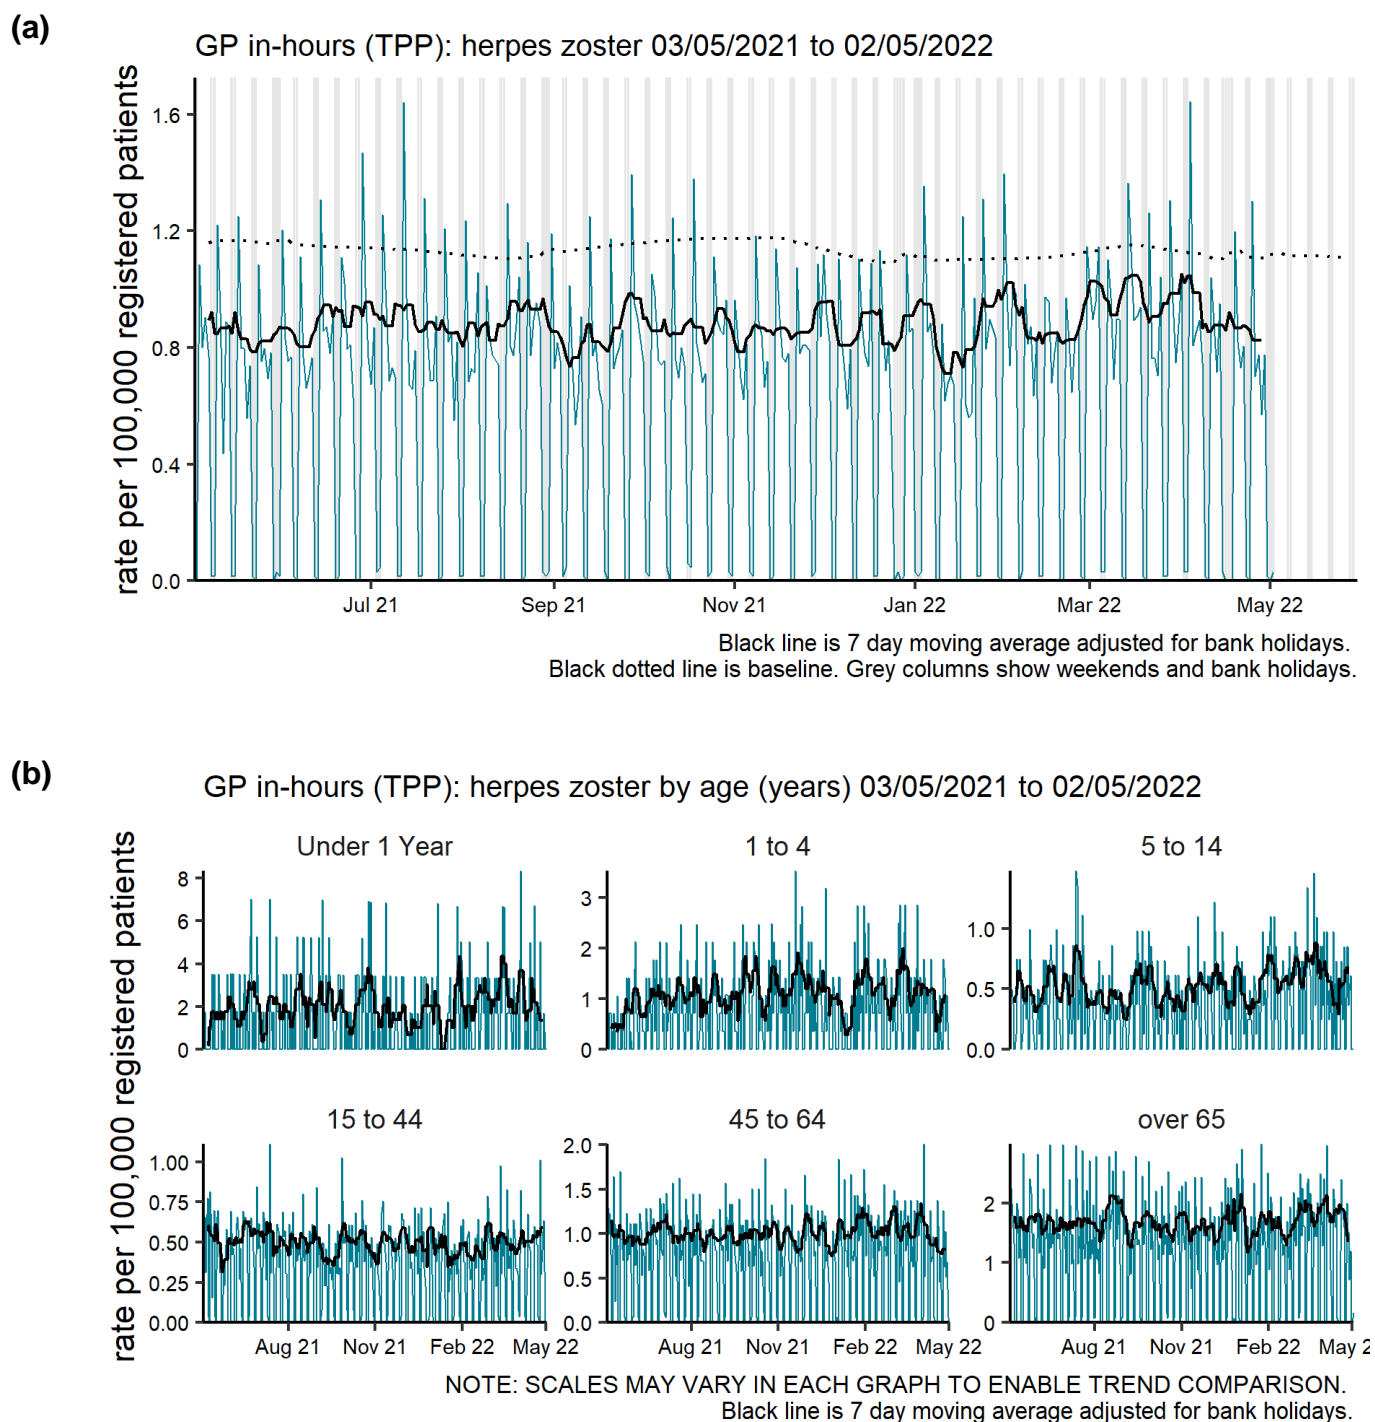 (a)
GP in-hours (TPP): herpes zoster 03/05/2021 to 02/05/2022
rate per 100,000 registered patients
1.6
1.2
0.8
0.4
0.0
Jul 21 Sep 21 Nov 21 Jan 22 Mar 22 May 22
Black line is 7 day moving average adjusted for bank holidays.
Black dotted line is baseline. Grey columns show weekends and bank holidays.
(b)
GP in-hours (TPP): herpes zoster by age (years) 03/05/2021 to 02/05/2022
rate per 100,000 registered patients
Under 1 Year
8
6
4
2
0
1 to 4
3
2
1
0
5 to 14
1.0
0.5
0.0
15 to 44
1.00
0.75
0.50
0.25
0.00
45 to 64
2.0
1.5
1.0
0.5
0.0
over 65
2
1
0
Aug 21 Nov 21 Feb 22 May 22
Aug 21 Nov 21 Feb 22 May 22
Aug 21 Nov 21 Feb 22 May 2
NOTE: SCALES MAY VARY IN EACH GRAPH TO ENABLE TREND COMPARISON.
Black line is 7 day moving average adjusted for bank holidays.